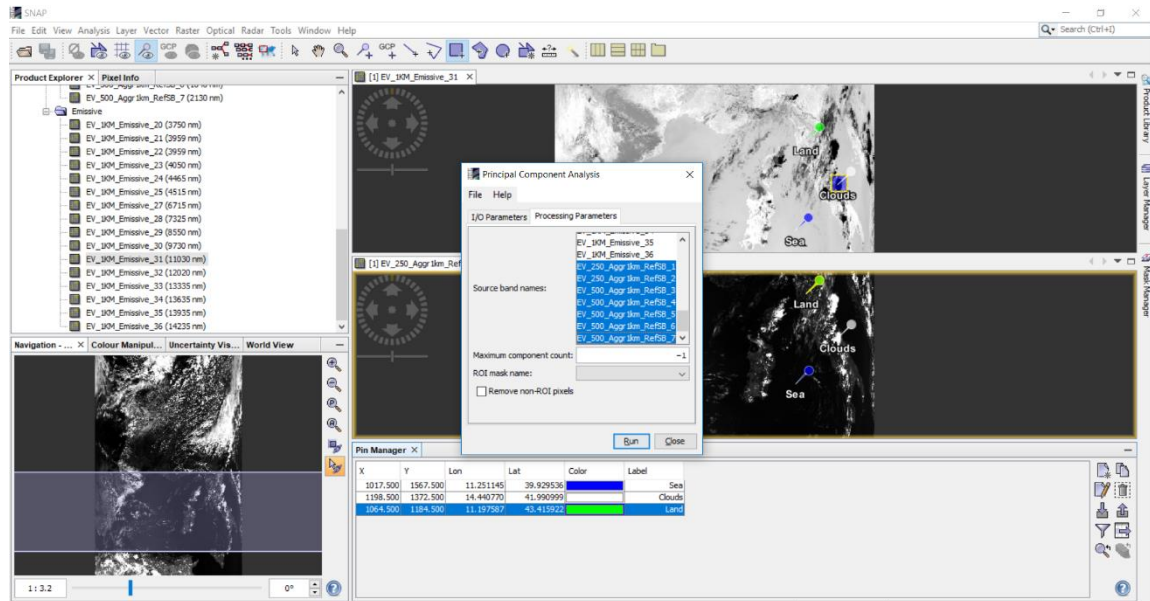 SNAP
File Edit View Analysis Layer Vector Raster Optical Radar Tools Window Help
Search (Ctrl+I)
GCP
GCP
Product Explorer × Pixel Info
EV_500_Aggr1km_RefSB_7 (2130 nm)
Emissive
EV_1KM_Emissive_20 (3750 nm)
EV_1KM_Emissive_21 (3959 nm)
EV_1KM_Emissive_22 (3959 nm)
EV_1KM_Emissive_23 (4050 nm)
EV_1KM_Emissive_24 (4465 nm)
EV_1KM_Emissive_25 (4515 nm)
EV_1KM_Emissive_27 (6715 nm)
EV_1KM_Emissive_28 (7325 nm)
EV_1KM_Emissive_29 (8550 nm)
EV_1KM_Emissive_30 (9730 nm)
EV_1KM_Emissive_31 (11030 nm)
EV_1KM_Emissive_32 (12020 nm)
EV_1KM_Emissive_33 (13335 nm)
EV_1KM_Emissive_34 (13635 nm)
EV_1KM_Emissive_35 (13935 nm)
EV_1KM_Emissive_36 (14235 nm)
Navigation - ... × Colour Manipul... Uncertainty Vis... World View
1 : 3.2
0°
[1] EV_1KM_Emissive_31 ×
Land
Clouds
Sea
[1] EV_250_Aggr1km_Ref
Land
Clouds
Sea
Principal Component Analysis
File Help
I/O Parameters Processing Parameters
Source band names:
EV_1KM_Emissive_35
EV_1KM_Emissive_36
EV_250_Aggr1km_RefSB_1
EV_250_Aggr1km_RefSB_2
EV_500_Aggr1km_RefSB_3
EV_500_Aggr1km_RefSB_4
EV_500_Aggr1km_RefSB_5
EV_500_Aggr1km_RefSB_6
EV_500_Aggr1km_RefSB_7
Maximum component count: -1
ROI mask name:
Remove non-ROI pixels
Run Close
Pin Manager ×
X Y Lon Lat Color Label
1017.500 1567.500 11.251145 39.929536 Sea
1198.500 1372.500 14.440770 41.990999 Clouds
1064.500 1184.500 11.197587 43.415922 Land
Product Library
Layer Manager
Mask Manager